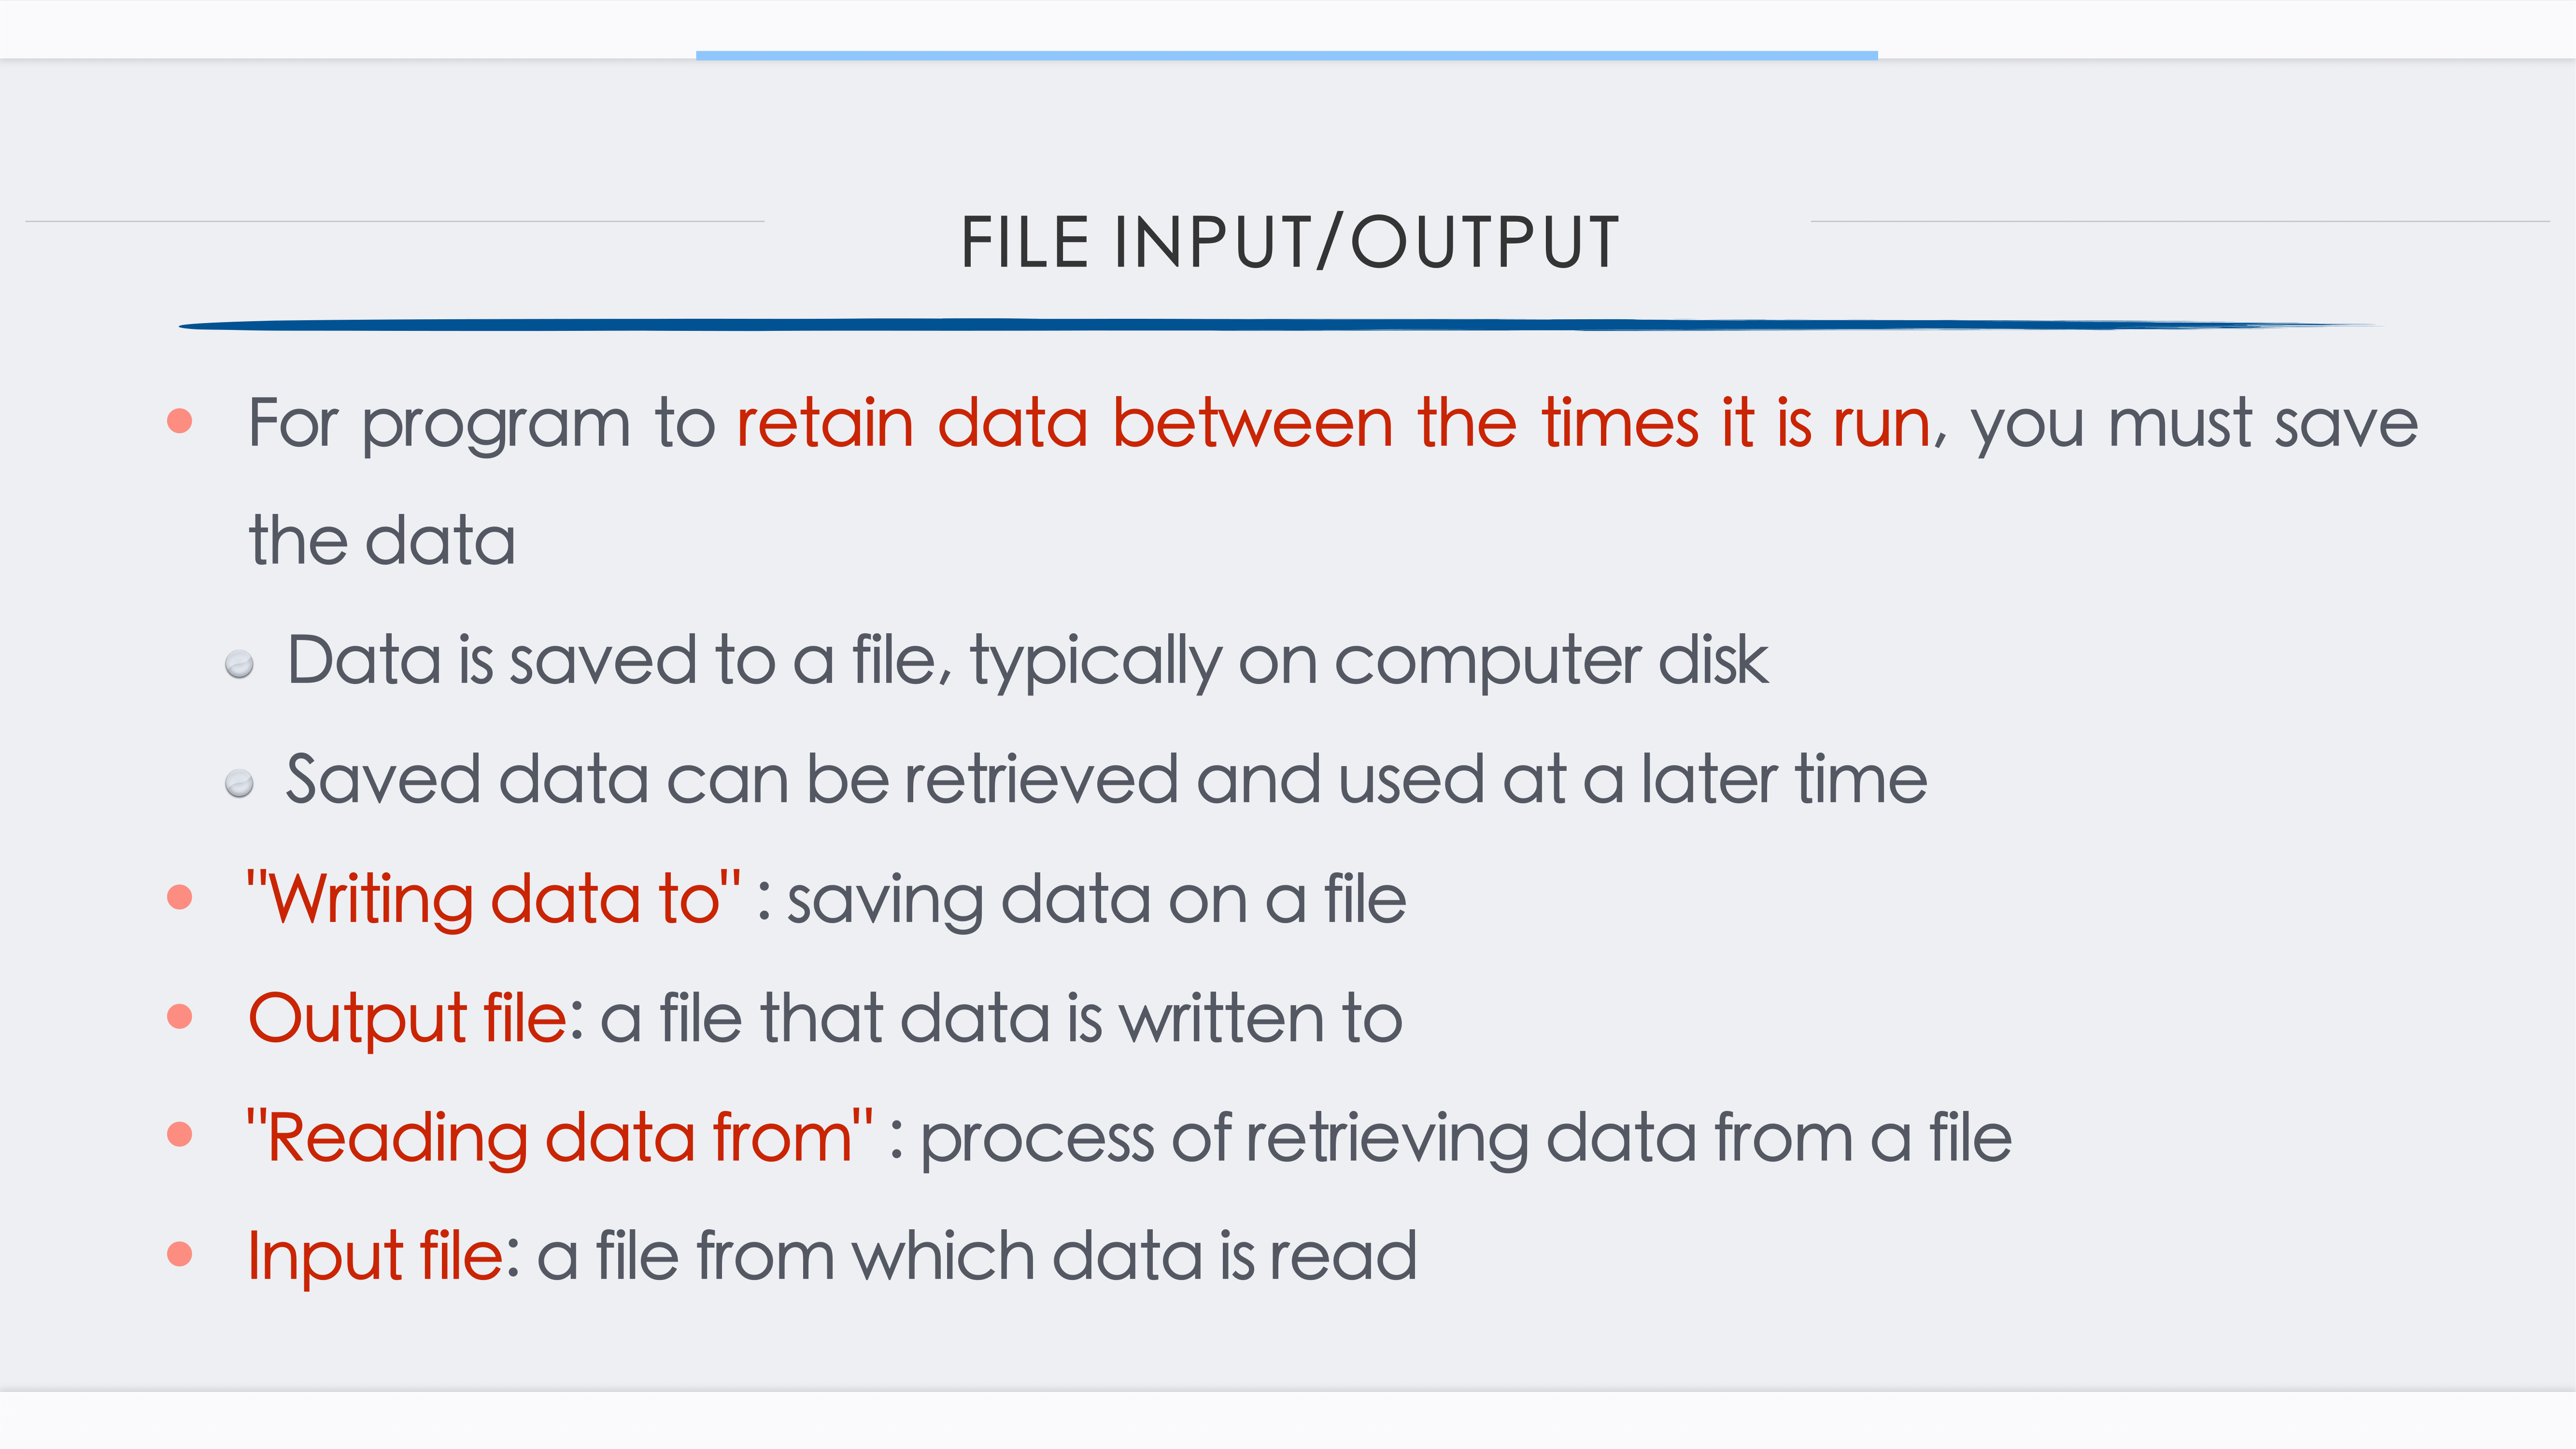 FILE INPUT/OUTPUT
For program to retain data between the times it is run, you must save
the data
Data is saved to a file, typically on computer disk
Saved data can be retrieved and used at a later time
"Writing data to" : saving data on a file
Output file: a file that data is written to
"Reading data from" : process of retrieving data from a file
Input file: a file from which data is read